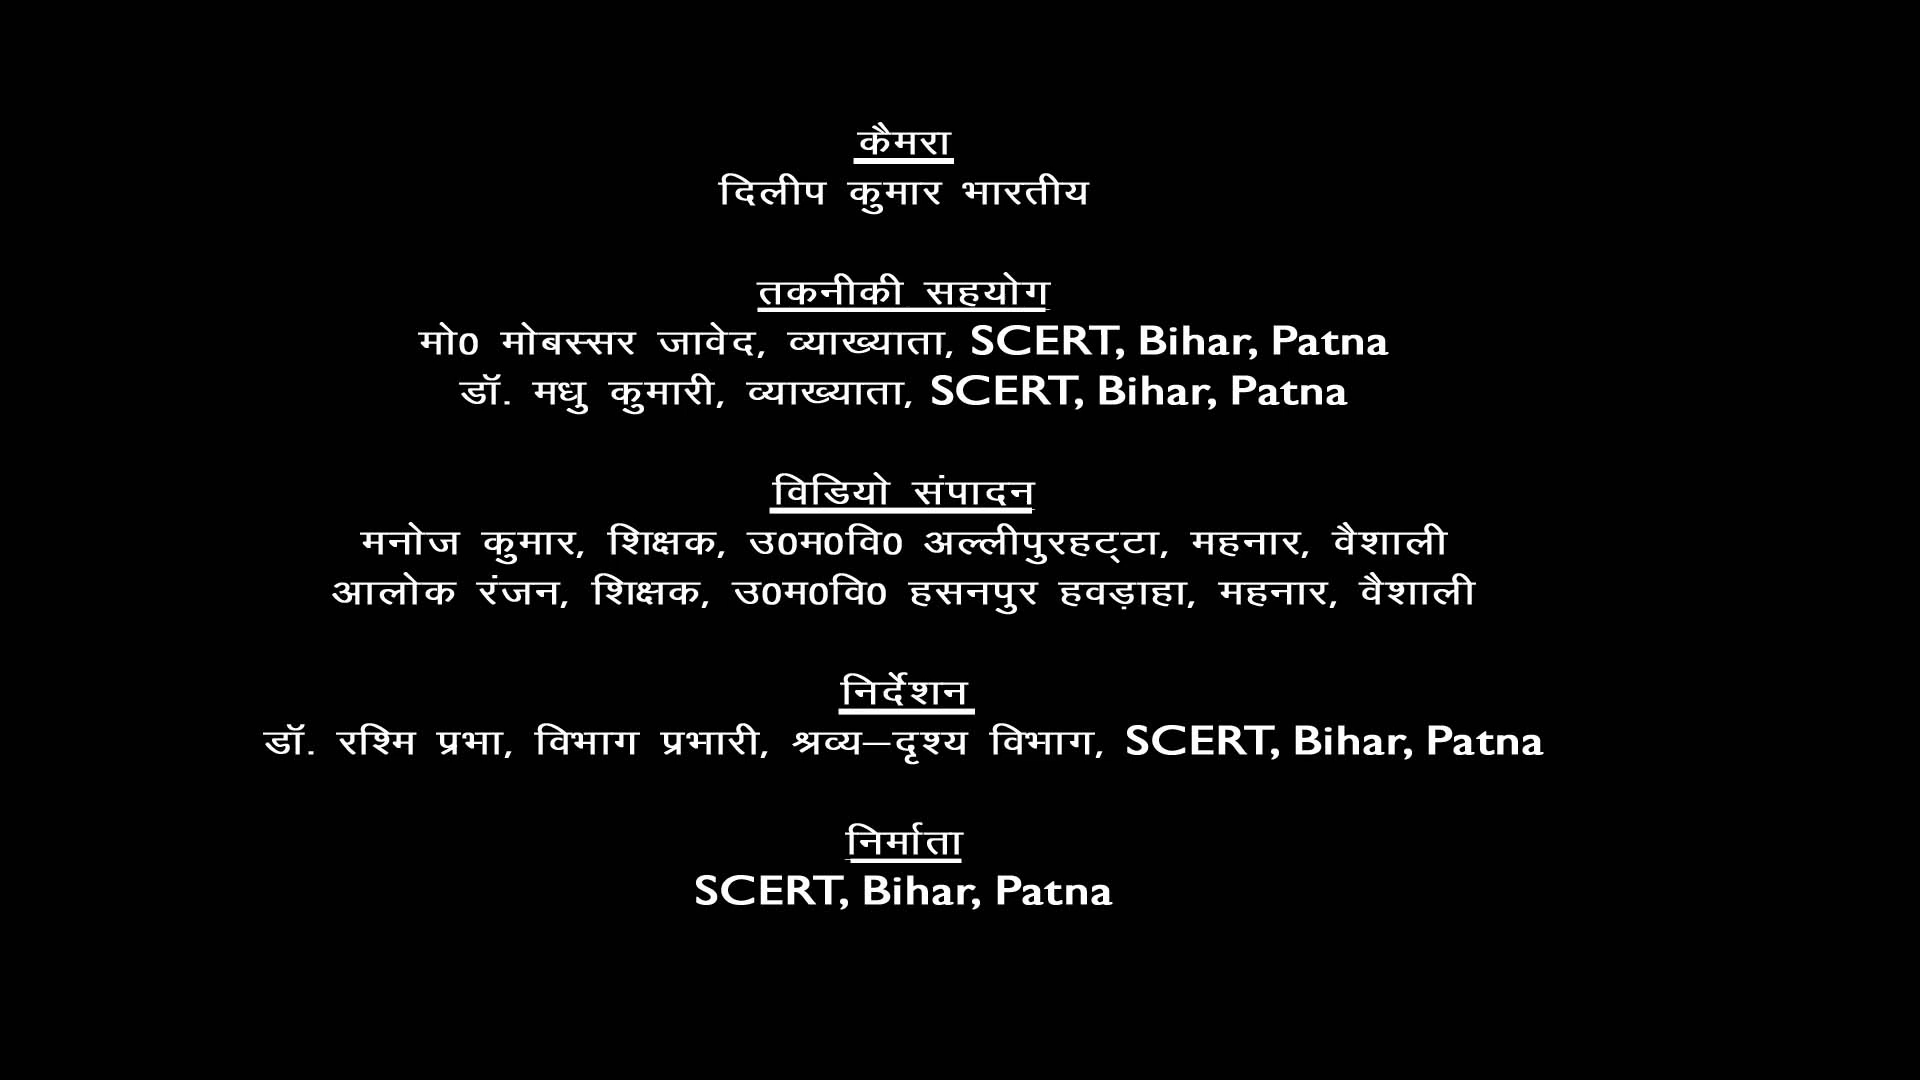 कैमरा
दिलीप कुमार भारतीय
तकनीकी सहयोग
मो0 मोबस्सर जावेद, व्याख्याता, SCERT, Bihar, Patna
डॉ. मधु कुमारी, व्याख्याता, SCERT, Bihar, Patna
विडियो संपादन
मनोज कुमार, शिक्षक, उ0म0वि0 अल्लीपुरहट्टा, महनार, वैशाली
आलोक रंजन, शिक्षक, उ0म0वि0 हसनपुर हवड़ाहा, महनार, वैशाली
निर्देशन
डॉ. रश्मि प्रभा, विभाग प्रभारी, श्रव्य–दृश्य विभाग, SCERT, Bihar, Patna
निर्माता
SCERT, Bihar, Patna